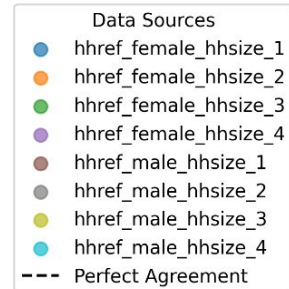 Data Sources
hhref_female_hhsize_1
hhref_female_hhsize_2
hhref_female_hhsize_3
hhref_female_hhsize_4
hhref_male_hhsize_1
hhref_male_hhsize_2
hhref_male_hhsize_3
hhref_male_hhsize_4
Perfect Agreement